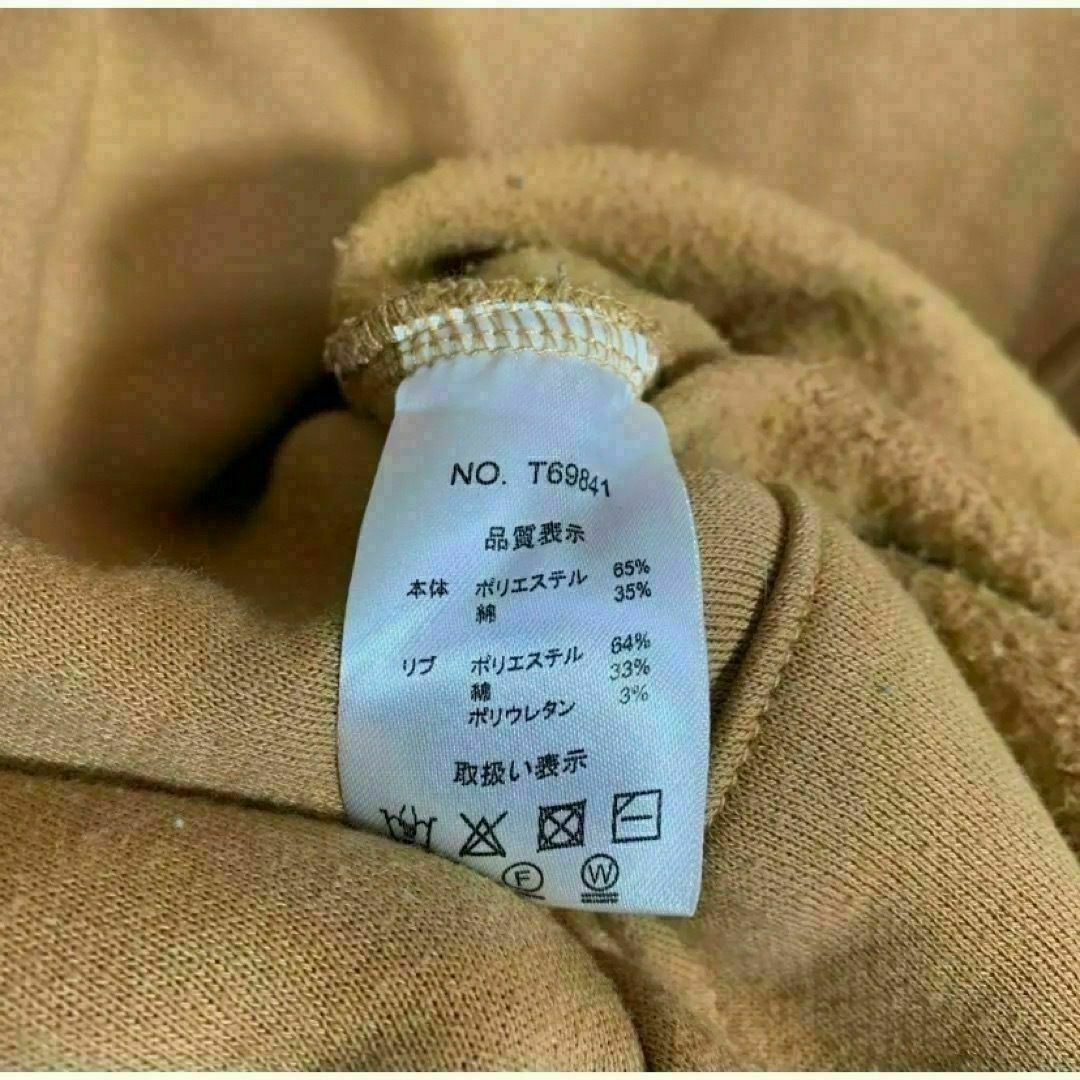 NO. T69841
品質表示
本体 ポリエステル 65%
綿 35%
リブ ポリエステル 64%
綿 33%
ポリウレタン 3%
取扱い表示
F W